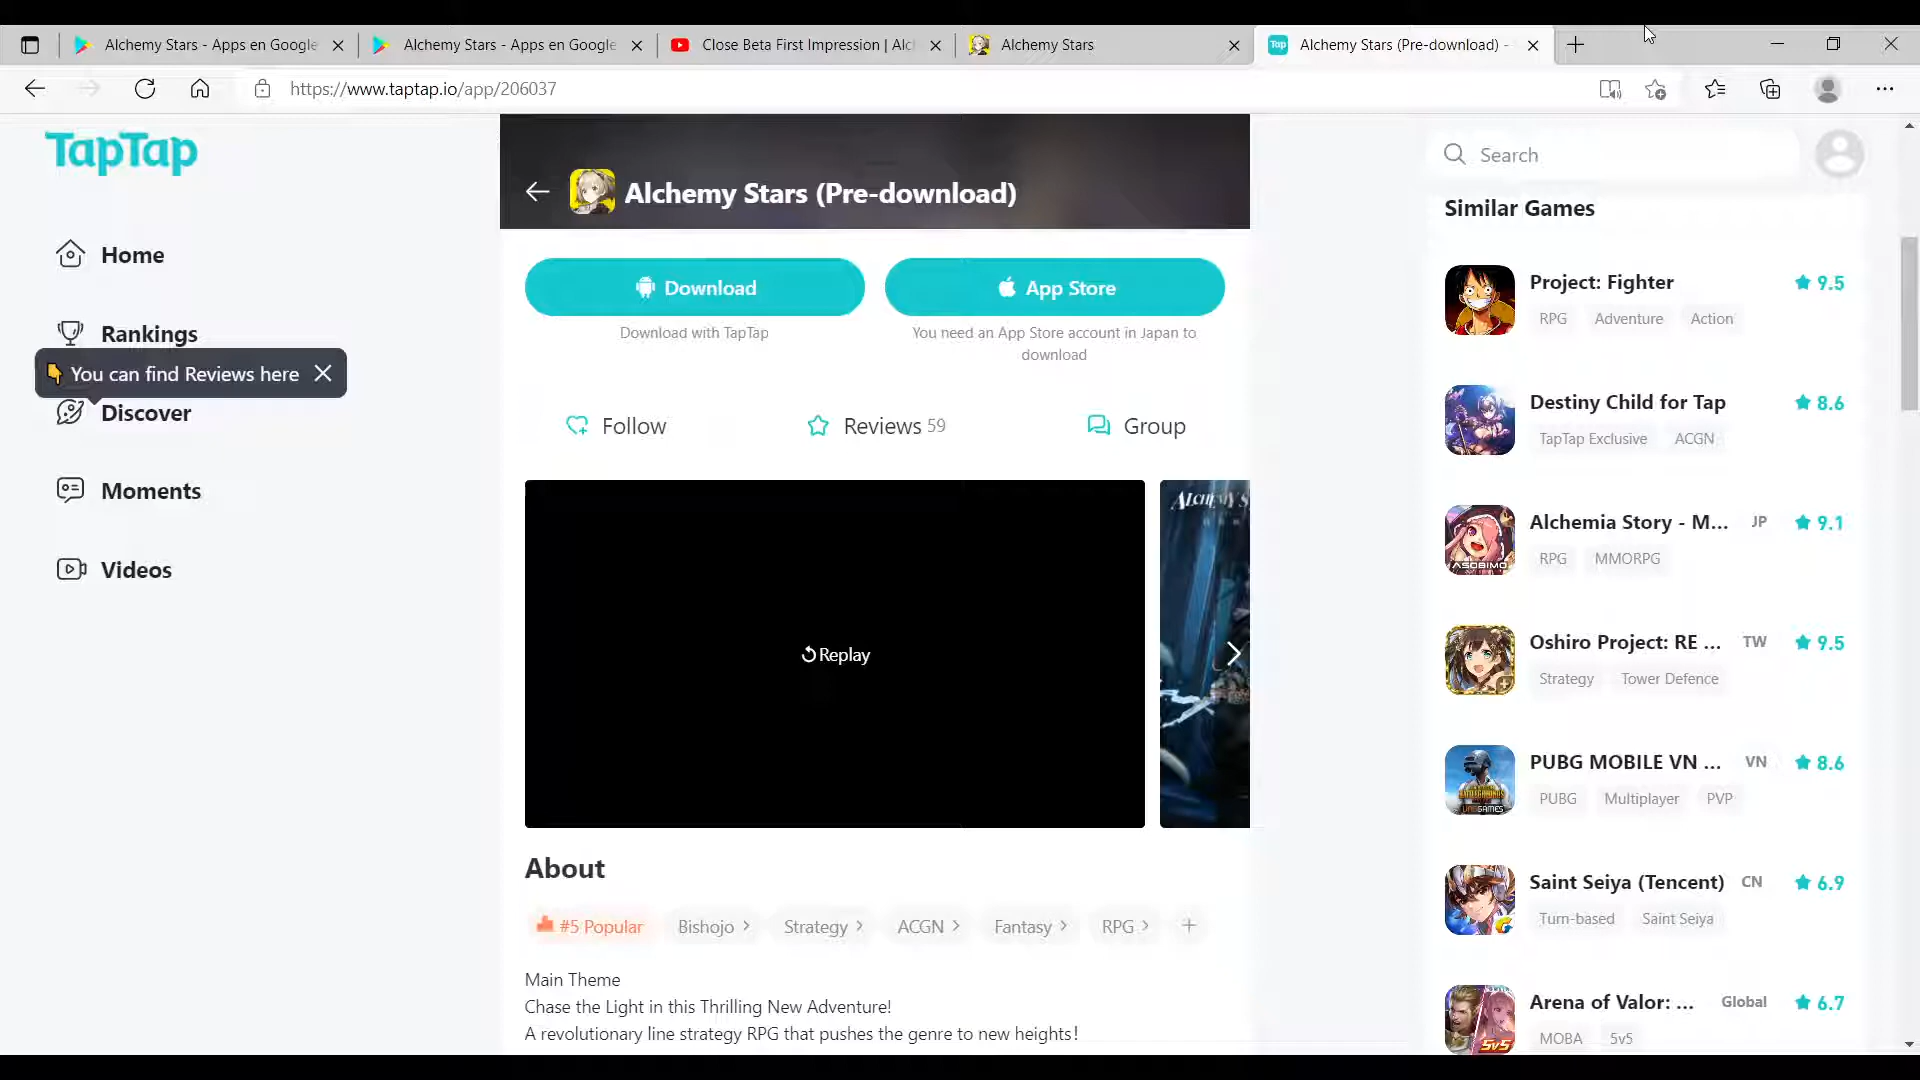 Alchemy Stars - Apps en Google
Alchemy Stars - Apps en Google
Close Beta First Impression | Alc
Alchemy Stars
Tap
Alchemy Stars (Pre-download) -
https://www.taptap.io/app/206037
TapTap
Home
Rankings
You can find Reviews here
Discover
Moments
Videos
Alchemy Stars (Pre-download)
Download
App Store
Download with TapTap
You need an App Store account in Japan to
download
Follow
Reviews 59
Group
Replay
ALCHEMY S
About
#5 Popular
Bishojo
Strategy
ACGN
Fantasy
RPG
Main Theme
Chase the Light in this Thrilling New Adventure!
A revolutionary line strategy RPG that pushes the genre to new heights!
Search
Similar Games
Project: Fighter
9.5
RPG Adventure Action
Destiny Child for Tap
8.6
TapTap Exclusive ACGN
ASOBIMO
Alchemia Story - M... JP
9.1
RPG MMORPG
Oshiro Project: RE ... TW
9.5
Strategy Tower Defence
PUBG MOBILE VN ... VN
8.6
PUBG Multiplayer PVP
Saint Seiya (Tencent) CN
6.9
Turn-based Saint Seiya
5v5
Arena of Valor: ... Global
6.7
MOBA 5v5